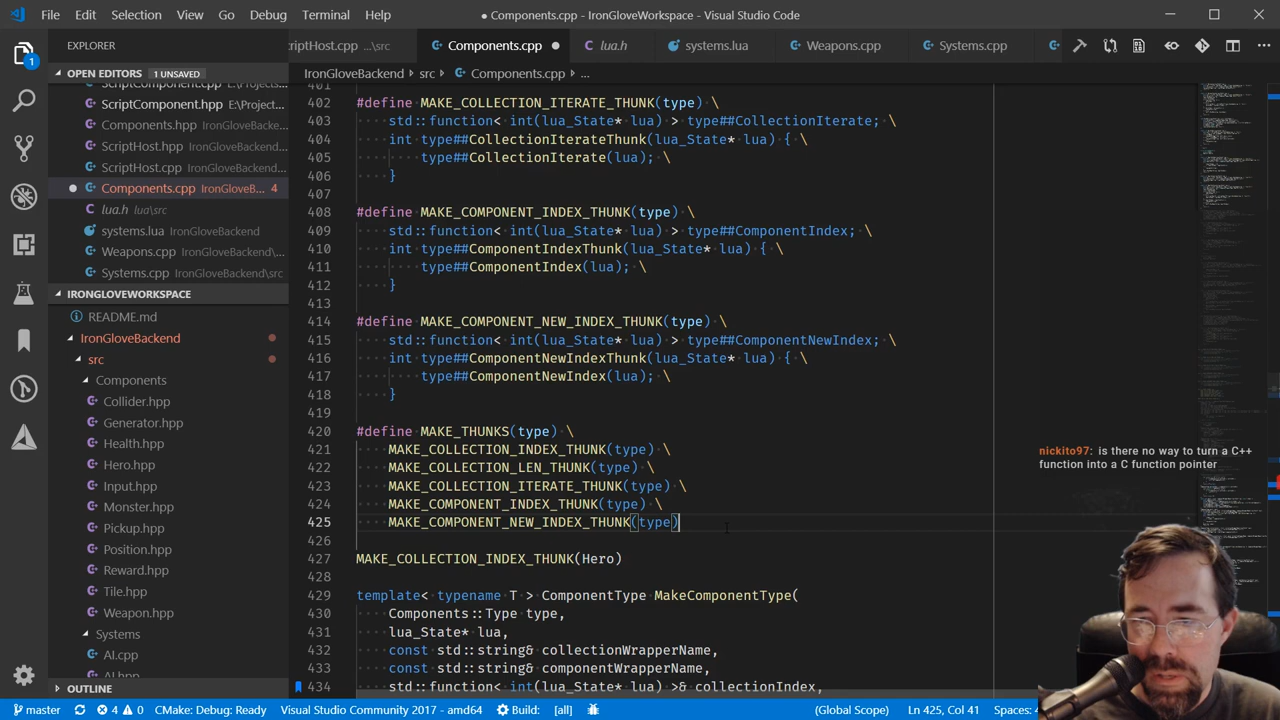 File Edit Selection View Go Debug Terminal Help
● Components.cpp - IronGloveWorkspace - Visual Studio Code
EXPLORER
OPEN EDITORS 1 UNSAVED
ScriptComponent.cpp E:\Projec...
ScriptComponent.hpp E:\Project...
Components.hpp IronGloveBacke...
ScriptHost.hpp IronGloveBackend...
ScriptHost.cpp IronGloveBackend...
Components.cpp IronGloveB... 4
lua.h lua\src
systems.lua IronGloveBackend
Weapons.cpp IronGloveBackend\...
Systems.cpp IronGloveBackend\src
IRONGLOVEWORKSPACE
README.md
IronGloveBackend
src
Components
Collider.hpp
Generator.hpp
Health.hpp
Hero.hpp
Input.hpp
Monster.hpp
Pickup.hpp
Position.hpp
Reward.hpp
Tile.hpp
Weapon.hpp
Systems
AI.cpp
AI.hpp
OUTLINE
criptHost.cpp ...\src Components.cpp ● lua.h systems.lua Weapons.cpp Systems.cpp
IronGloveBackend > src > Components.cpp > ...
401
402 #define MAKE_COLLECTION_ITERATE_THUNK(type) \
403 std::function< int(lua_State* lua) > type##CollectionIterate; \
404 int type##CollectionIterateThunk(lua_State* lua) { \
405 type##CollectionIterate(lua); \
406 }
407
408 #define MAKE_COMPONENT_INDEX_THUNK(type) \
409 std::function< int(lua_State* lua) > type##ComponentIndex; \
410 int type##ComponentIndexThunk(lua_State* lua) { \
411 type##ComponentIndex(lua); \
412 }
413
414 #define MAKE_COMPONENT_NEW_INDEX_THUNK(type) \
415 std::function< int(lua_State* lua) > type##ComponentNewIndex; \
416 int type##ComponentNewIndexThunk(lua_State* lua) { \
417 type##ComponentNewIndex(lua); \
418 }
419
420 #define MAKE_THUNKS(type) \
421 MAKE_COLLECTION_INDEX_THUNK(type) \
422 MAKE_COLLECTION_LEN_THUNK(type) \
423 MAKE_COLLECTION_ITERATE_THUNK(type) \
424 MAKE_COMPONENT_INDEX_THUNK(type) \
425 MAKE_COMPONENT_NEW_INDEX_THUNK(type)
426
427 MAKE_COLLECTION_INDEX_THUNK(Hero)
428
429 template< typename T > ComponentType MakeComponentType(
430 Components::Type type,
431 lua_State* lua,
432 const std::string& collectionWrapperName,
433 const std::string& componentWrapperName,
434 std::function< int(lua_State* lua) >& collectionIndex,
nickito97: is there no way to turn a C++
function into a C function pointer
master 4 0 CMake: Debug: Ready Visual Studio Community 2017 - amd64 Build: [all] (Global Scope) Ln 425, Col 41 Spaces: